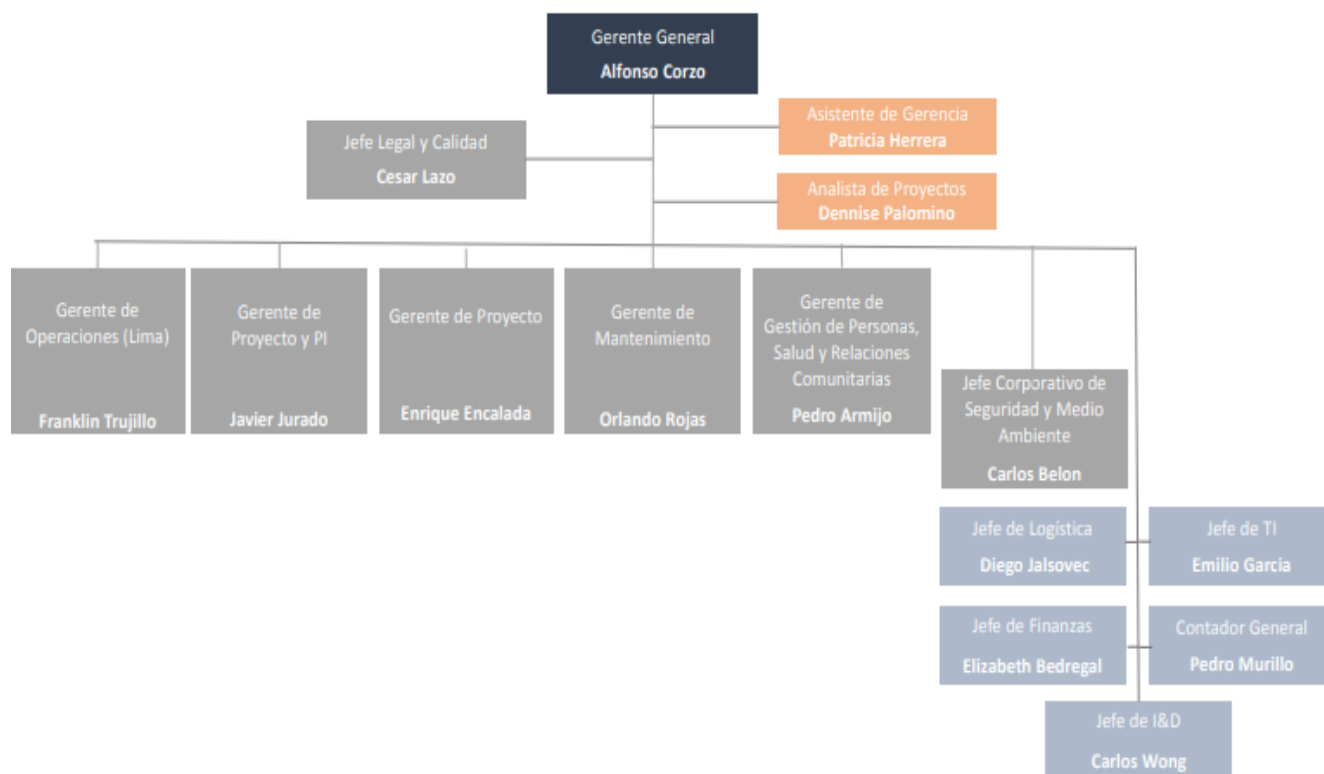 Gerente General
Alfonso Corzo
Asistente de Gerencia
Patricia Herrera
Jefe Legal y Calidad
Cesar Lazo
Analista de Proyectos
Dennise Palomino
Gerente de
Operaciones (Lima)
Franklin Trujillo
Gerente de
Proyecto y PI
Javier Jurado
Gerente de Proyecto
Enrique Encalada
Gerente de
Mantenimiento
Orlando Rojas
Gerente de
Gestión de Personas,
Salud y Relaciones
Comunitarias
Pedro Armijo
Jefe Corporativo de
Seguridad y Medio
Ambiente
Carlos Belon
Jefe de Logística
Diego Jalsovec
Jefe de TI
Emilio Garcia
Jefe de Finanzas
Elizabeth Bedregal
Contador General
Pedro Murillo
Jefe de I&D
Carlos Wong